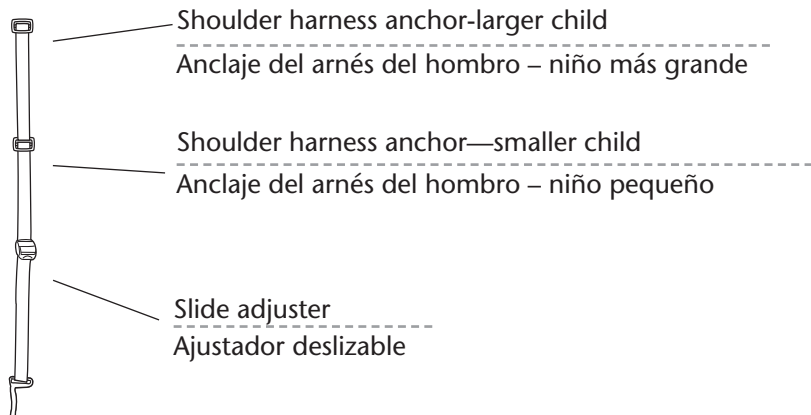 Shoulder harness anchor-larger child
Anclaje del arnés del hombro – niño más grande
Shoulder harness anchor—smaller child
Anclaje del arnés del hombro – niño pequeño
Slide adjuster
Ajustador deslizable